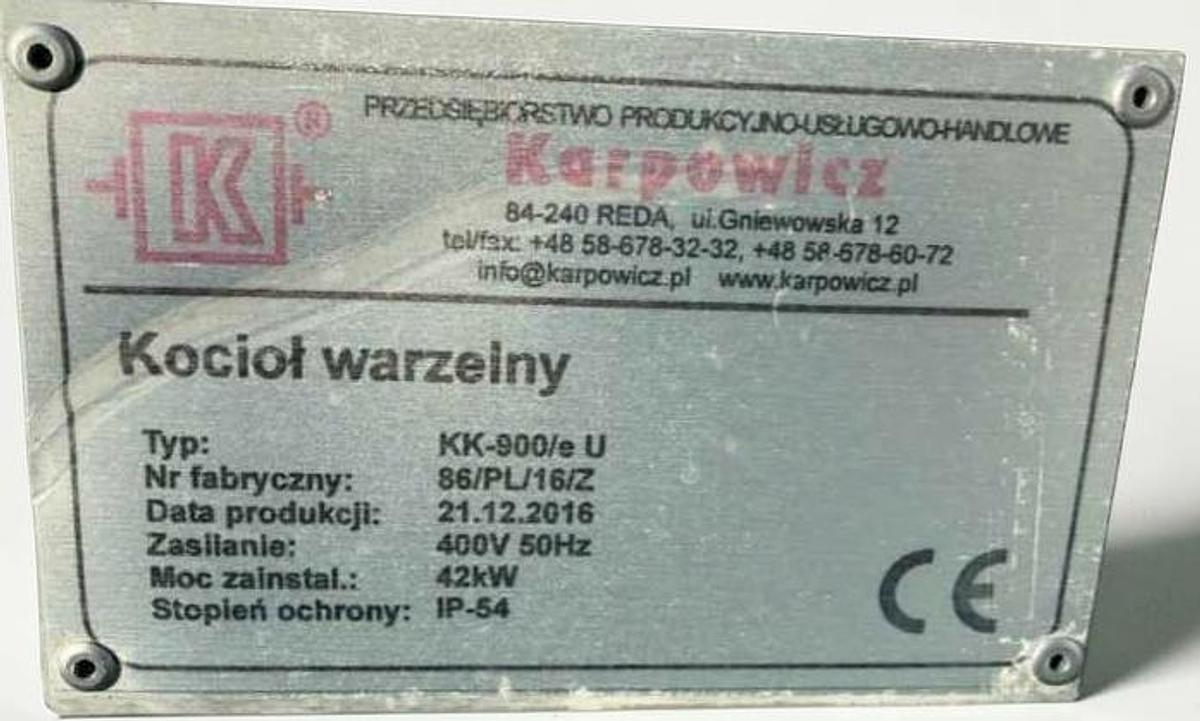 K ®
PRZEDSIĘBIORSTWO PRODUKCYJNO-USŁUGOWO-HANDLOWE
Karpowicz
84-240 REDA, ul.Gniewowska 12
tel/fax: +48 58-678-32-32, +48 58-678-60-72
info@karpowicz.pl www.karpowicz.pl
Kocioł warzelny
Typ: KK-900/e U
Nr fabryczny: 86/PL/16/Z
Data produkcji: 21.12.2016
Zasilanie: 400V 50Hz
Moc zainstal.: 42kW
Stopień ochrony: IP-54
CE